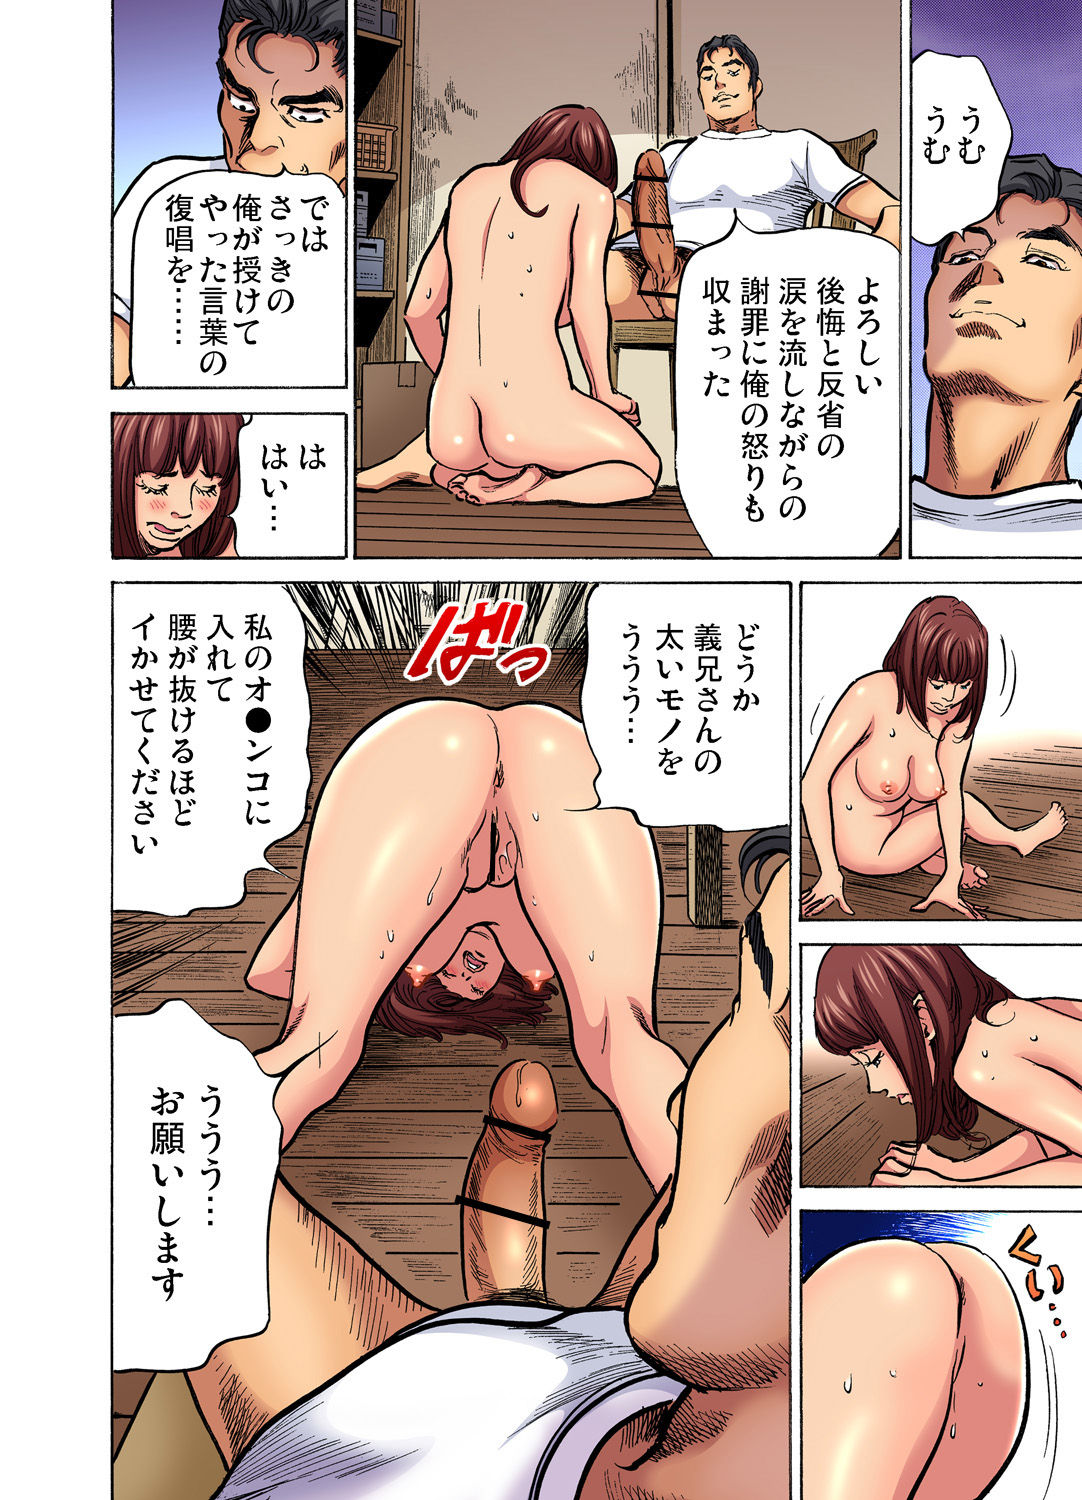 うむ
うむ
よろしい
後悔と反省の
涙を流しながらの
謝罪に俺の怒りも
収まった
では
さっきの
俺が授けて
やった言葉の
復唱を……
は
はい…
くい…
どうか
義兄さんの
太いモノを
ううう…
ばっ
私のオ●ンコに
入れて
腰が抜けるほど
イかせてください
ううう…
お願いします